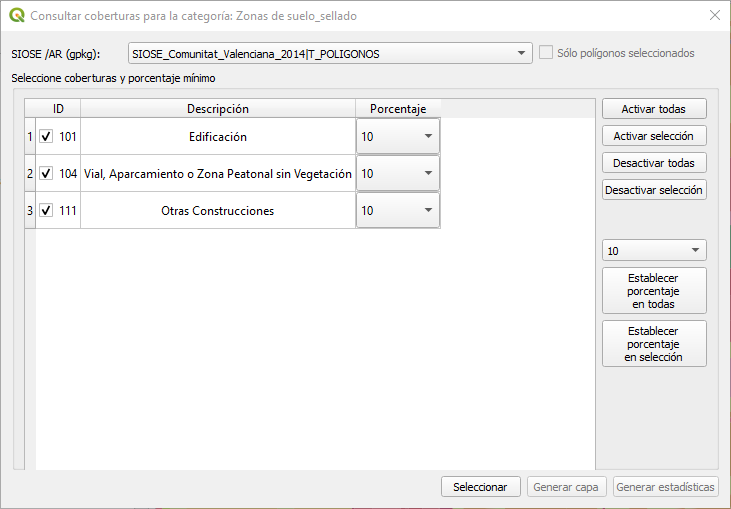 Consultar coberturas para la categoría: Zonas de suelo_sellado
SIOSE /AR (gpkg): SIOSE_Comunitat_Valenciana_2014|T_POLIGONOS Sólo polígonos seleccionados
Seleccione coberturas y porcentaje mínimo
ID Descripción Porcentaje
1 101 Edificación 10
2 104 Vial, Aparcamiento o Zona Peatonal sin Vegetación 10
3 111 Otras Construcciones 10
Activar todas
Activar selección
Desactivar todas
Desactivar selección
10
Establecer
porcentaje
en todas
Establecer
porcentaje
en selección
Seleccionar Generar capa Generar estadísticas